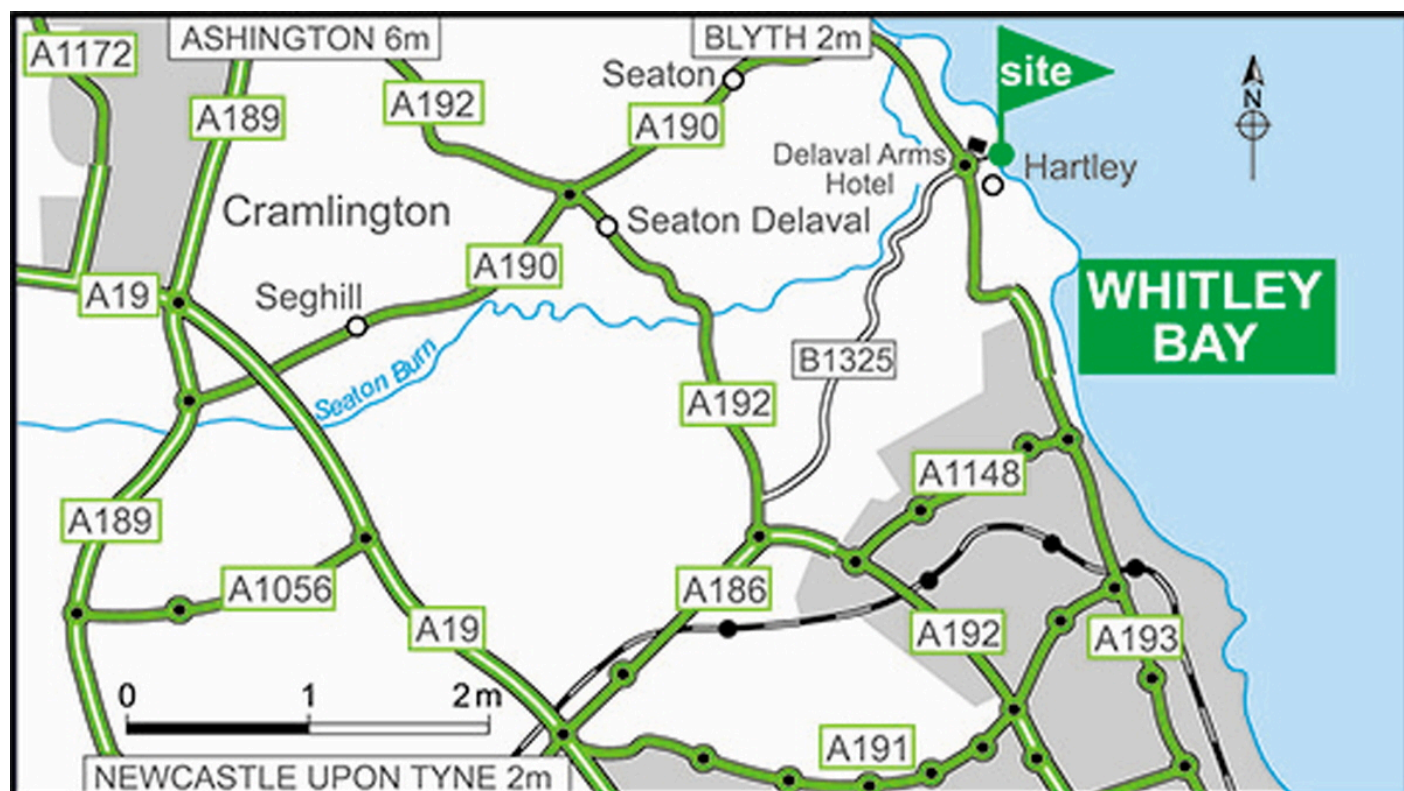 ASHINGTON 6m
BLYTH 2m
A1172
site
Seaton
A192
A189
A190
N
Delaval Arms
Hotel
Hartley
Cramlington
Seaton Delaval
A190
A19
Seghill
WHITLEY
BAY
B1325
Seaton Burn
A192
A1148
A189
A1056
A186
A19
A192
A193
0 1 2m
A191
NEWCASTLE UPON TYNE 2m